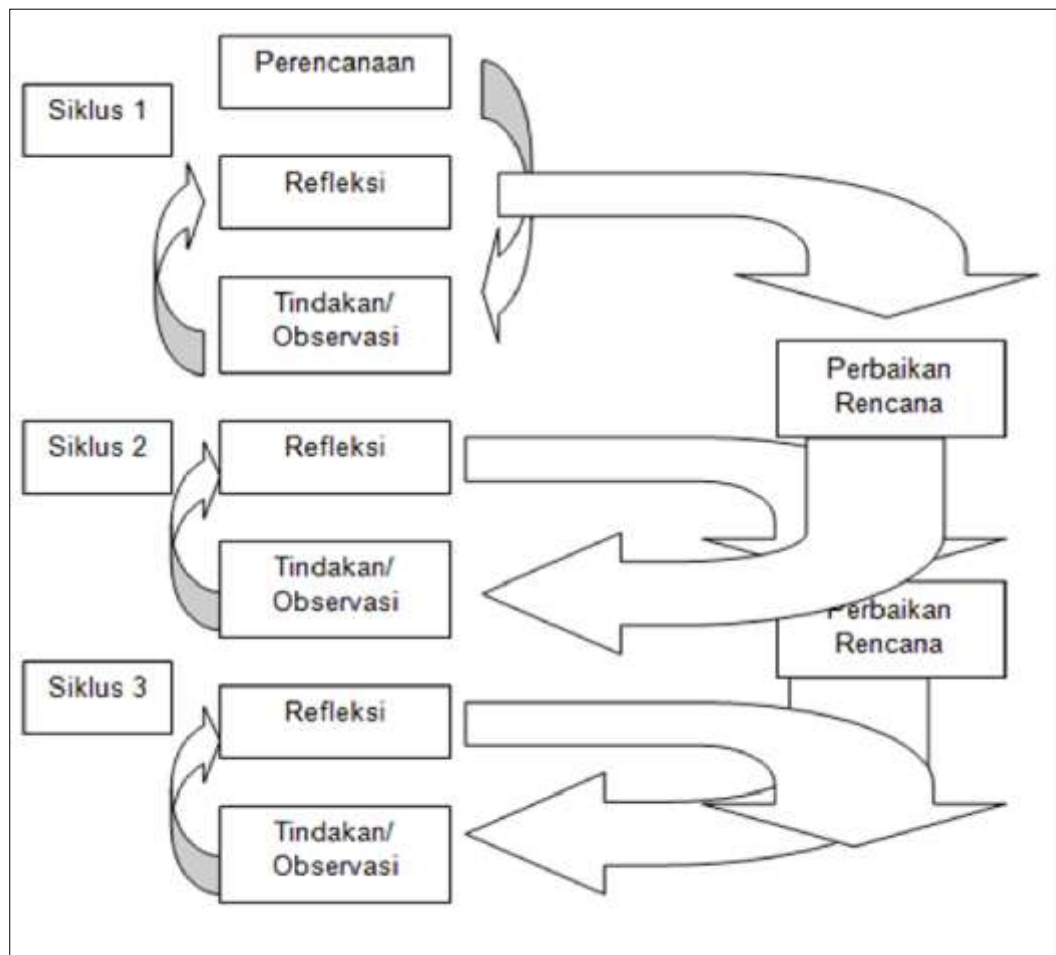 Perencanaan
Siklus 1
Refleksi
Tindakan/
Observasi
Perbaikan
Rencana
Siklus 2
Refleksi
Tindakan/
Observasi
Perbaikan
Rencana
Siklus 3
Refleksi
Tindakan/
Observasi